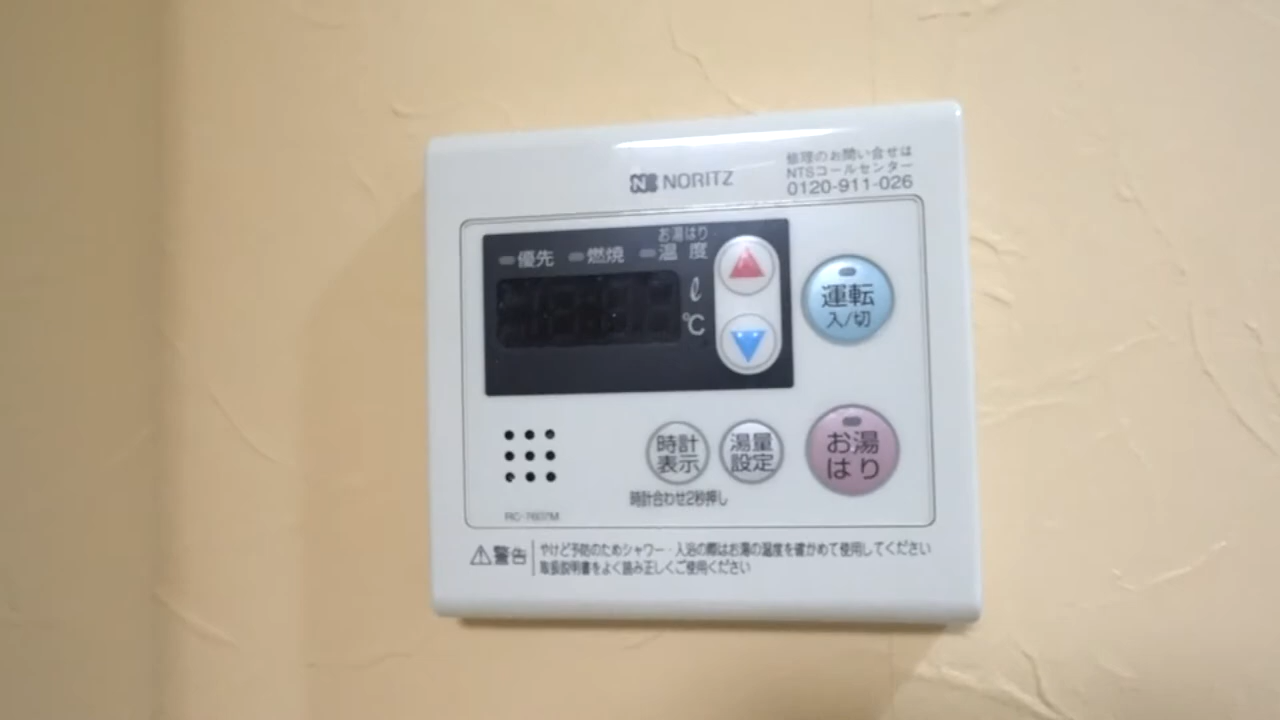 NORITZ
修理のお問い合せは
NTSコールセンター
0120-911-026
優先
燃焼
お湯はり
温度
ℓ
℃
運転
入/切
時計
表示
湯量
設定
お湯
はり
時計合わせ2秒押し
RC-7607M
警告
やけど予防のためシャワー・入浴の際はお湯の温度を確かめて使用してください
取扱説明書をよく読み正しくご使用ください